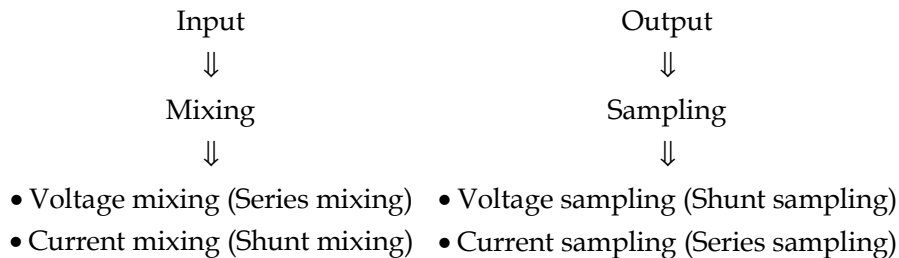 Input Output
⇓ ⇓
Mixing Sampling
⇓ ⇓
• Voltage mixing (Series mixing) • Voltage sampling (Shunt sampling)
• Current mixing (Shunt mixing) • Current sampling (Series sampling)